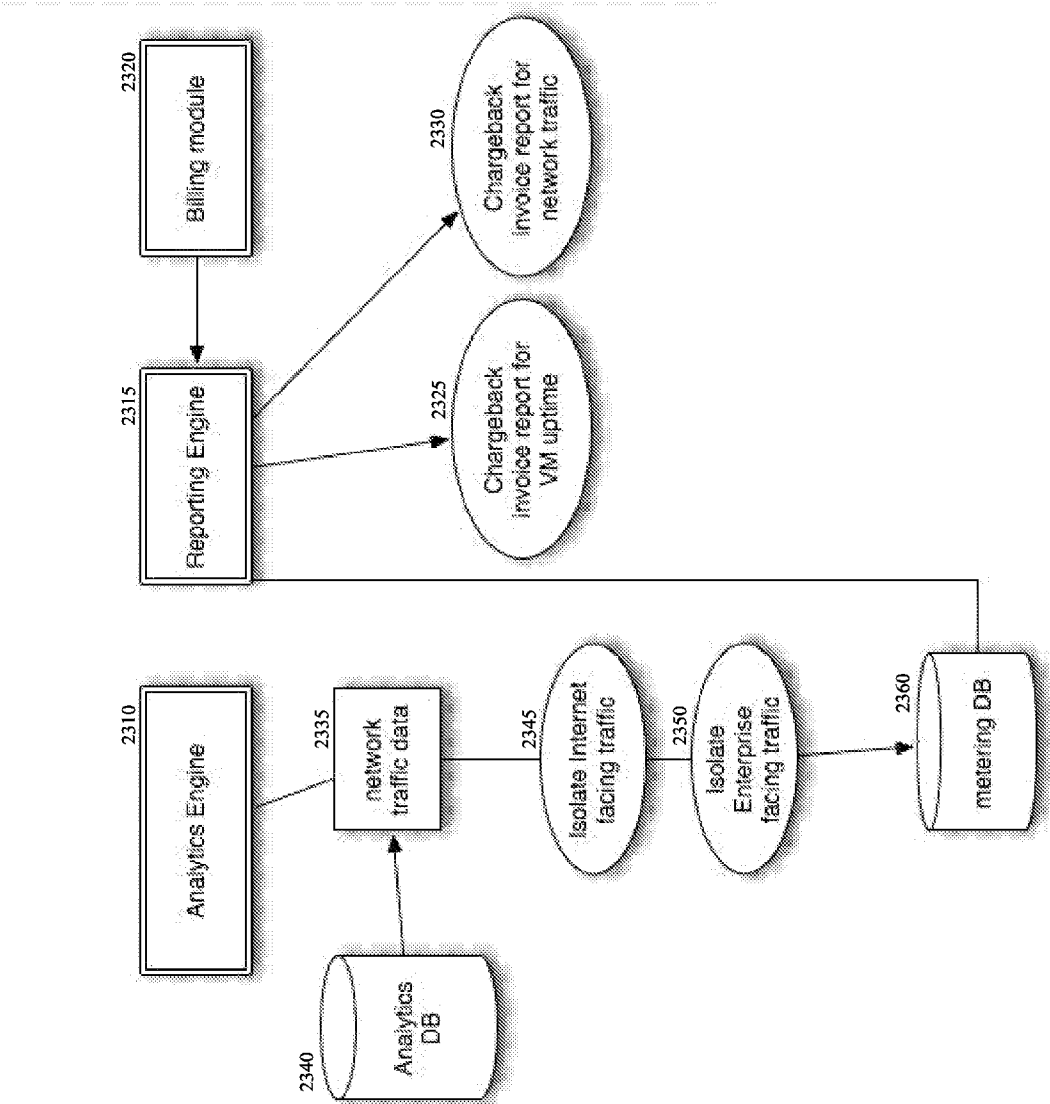 2310
Analytics Engine
2315
Reporting Engine
2320
Billing module
2340
Analytics
DB
2335
network
traffic data
2325
Chargeback
invoice report for
VM uptime
2330
Chargeback
invoice report for
network traffic
2345
Isolate Internet
facing traffic
2350
Isolate
Enterprise
facing traffic
2360
metering DB